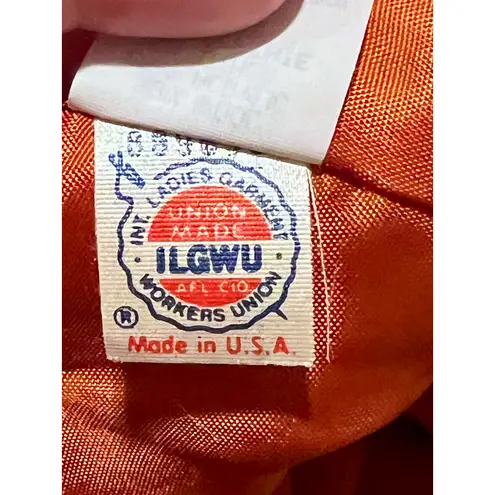 INT. LADIES GARMENT
UNION
MADE
ILGWU
AFL CIO
WORKERS UNION
®
Made in U.S.A.